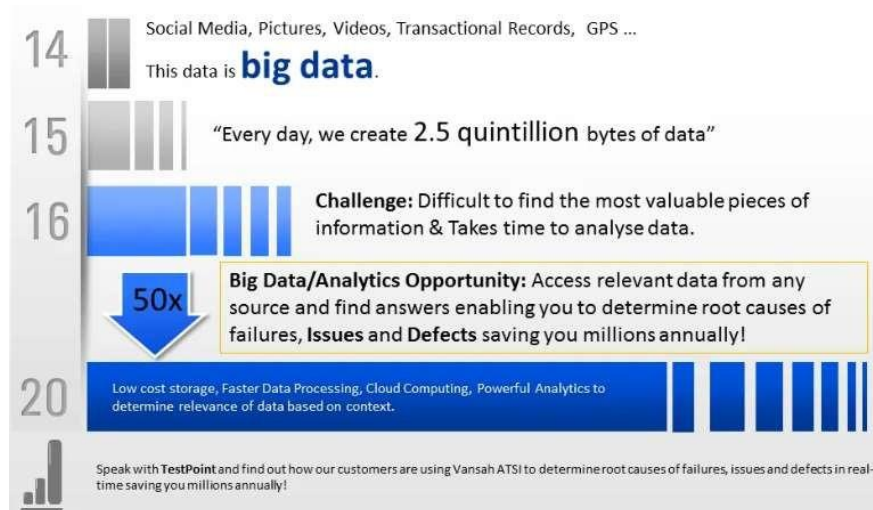 14
Social Media, Pictures, Videos, Transactional Records, GPS ...
This data is big data.
15
“Every day, we create 2.5 quintillion bytes of data”
16
Challenge: Difficult to find the most valuable pieces of
information & Takes time to analyse data.
50x
Big Data/Analytics Opportunity: Access relevant data from any
source and find answers enabling you to determine root causes of
failures, Issues and Defects saving you millions annually!
20
Low cost storage, Faster Data Processing, Cloud Computing, Powerful Analytics to
determine relevance of data based on context.
Speak with TestPoint and find out how our customers are using Vansah ATSI to determine root causes of failures, issues and defects in real-
time saving you millions annually!